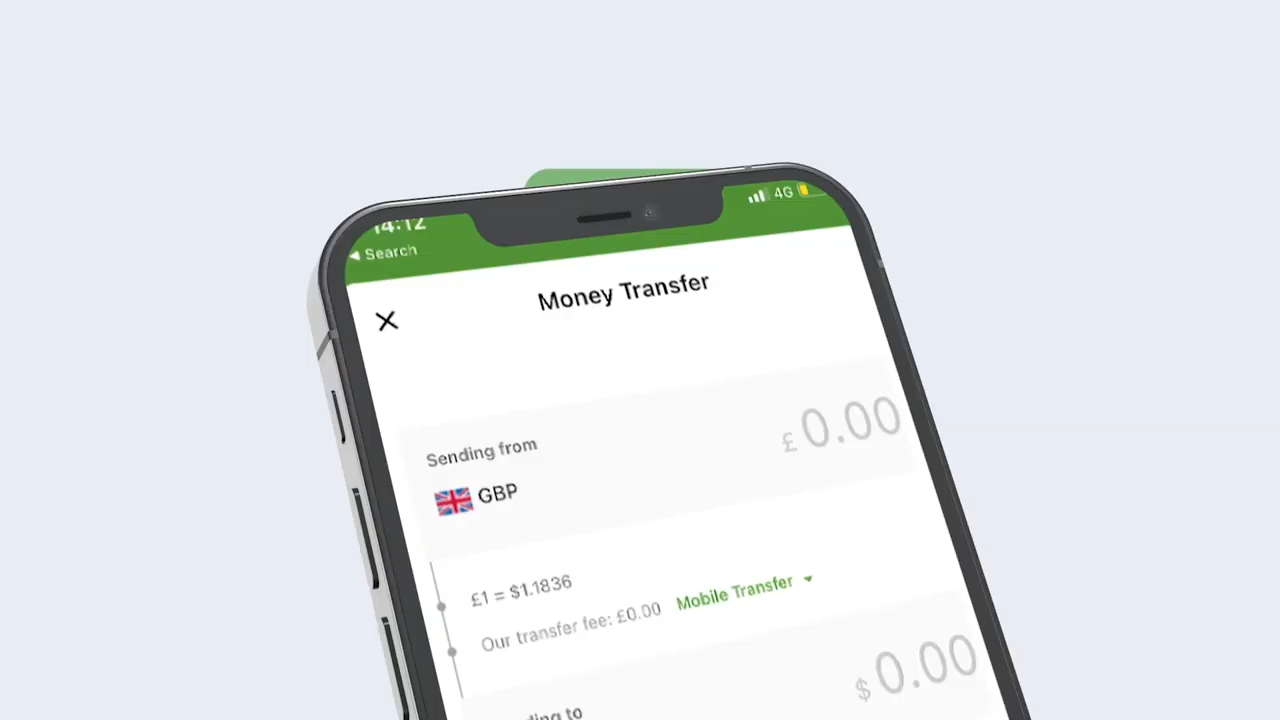 14:12
4G
◀ Search
Money Transfer
Sending from
£ 0.00
GBP
£1 = $1.1836
Our transfer fee: £0.00 Mobile Transfer
$ 0.00
to